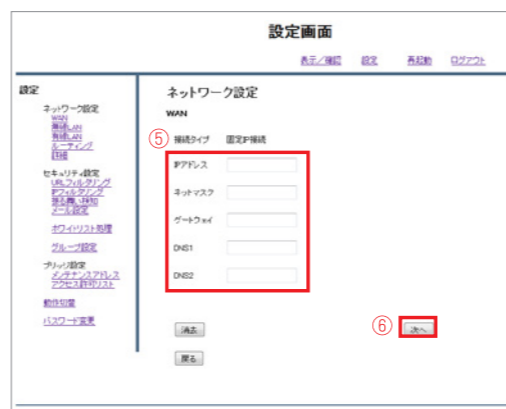 設定画面
表示/確認 設定 再起動 ログアウト
設定
ネットワーク設定
WAN
無線LAN
有線LAN
ルーティング
詳細
セキュリティ設定
URLフィルタリング
IPフィルタリング
振る舞い検知
メール設定
ホワイトリスト処理
グループ設定
ブリッジ設定
メンテナンスアドレス
アクセス許可リスト
動作切替
パスワード変更
ネットワーク設定
WAN
⑤ 接続タイプ 固定IP接続
IPアドレス
ネットマスク
ゲートウェイ
DNS1
DNS2
消去
⑥ 次へ
戻る